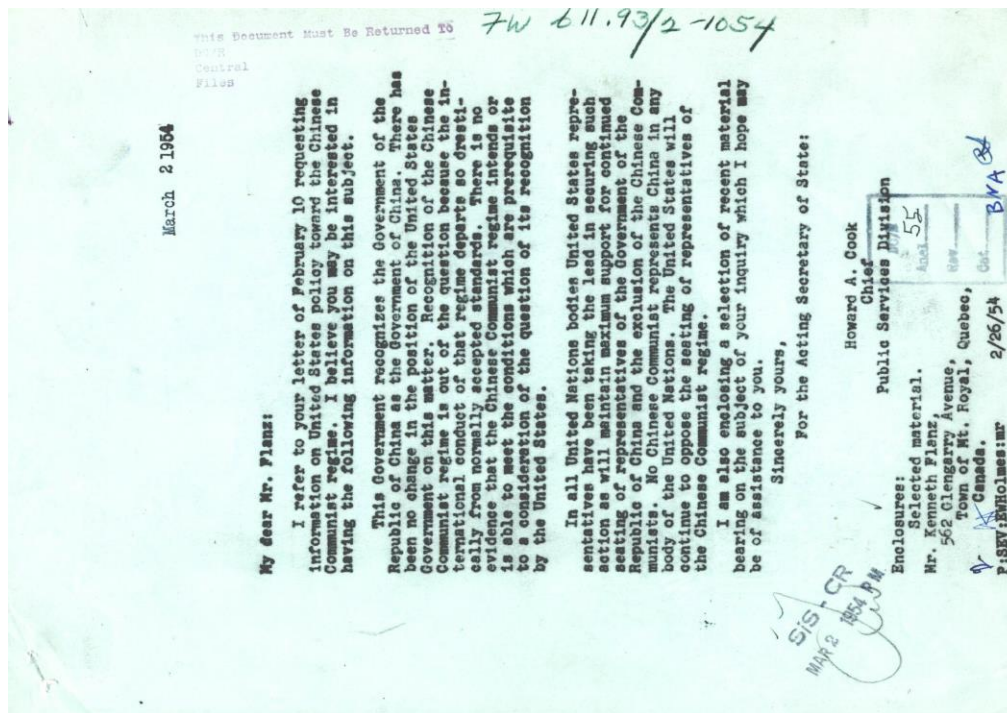 FW 611.93/2-1054
This Document Must Be Returned To
Central
Files
March 2 1954
My dear Mr. Flanz:
I refer to your letter of February 10 requesting
information on United States policy toward the Chinese
Communist regime. I believe you may be interested in
having the following information on this subject.
This Government recognizes the Government of the
Republic of China as the Government of China. There has
been no change in the position of the United States
Government on this matter. Recognition of the Chinese
Communist regime is out of the question because the in-
ternational conduct of that regime departs so drasti-
cally from normally accepted standards. There is no
evidence that the Chinese Communist regime intends or
is able to meet the conditions which are prerequisite
to a consideration of the question of its recognition
by the United States.
In all United Nations bodies United States repre-
sentatives have been taking the lead in securing such
action as will maintain maximum support for continued
seating of representatives of the Government of the
Republic of China and the exclusion of the Chinese Com-
munists. No Chinese Communist represents China in any
body of the United Nations. The United States will
continue to oppose the seating of representatives of
the Chinese Communist regime.
I am also enclosing a selection of recent material
bearing on the subject of your inquiry which I hope may
be of assistance to you.
Sincerely yours,
For the Acting Secretary of State:
Howard A. Cook
Chief
Public Services Division
Enclosures:
Selected material.
Mr. Kenneth Flanz,
562 Glengarry Avenue,
Town of Mt. Royal, Quebec,
Canada.
P:PSV:EWHolmes:mr 2/26/54
Anal 55
Rev
Cat
BNA
SiS - CR
MAR 2 1954 P.M.